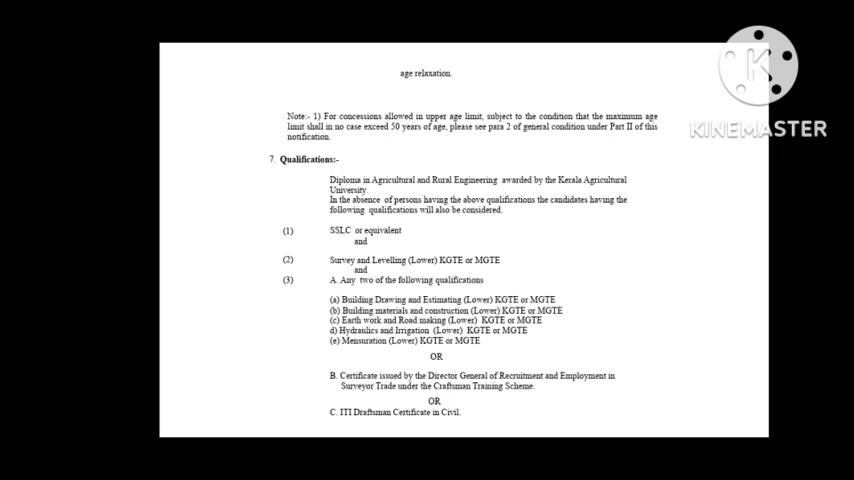 age relaxation.
Note:- 1) For concessions allowed in upper age limit, subject to the condition that the maximum age
limit shall in no case exceed 50 years of age, please see para 2 of general condition under Part II of this
notification.
7. Qualifications:-
Diploma in Agricultural and Rural Engineering awarded by the Kerala Agricultural
University.
In the absence of persons having the above qualifications the candidates having the
following qualifications will also be considered.
(1) SSLC or equivalent
and
(2) Survey and Levelling (Lower) KGTE or MGTE
and
(3) A. Any two of the following qualifications
(a) Building Drawing and Estimating (Lower) KGTE or MGTE
(b) Building materials and construction (Lower) KGTE or MGTE
(c) Earth work and Road making (Lower) KGTE or MGTE
d) Hydraulics and Irrigation (Lower) KGTE or MGTE
(e) Mensuration (Lower) KGTE or MGTE
OR
B. Certificate issued by the Director General of Recruitment and Employment in
Surveyor Trade under the Craftsman Training Scheme.
OR
C. ITI Draftsman Certificate in Civil.
K
KINEMASTER